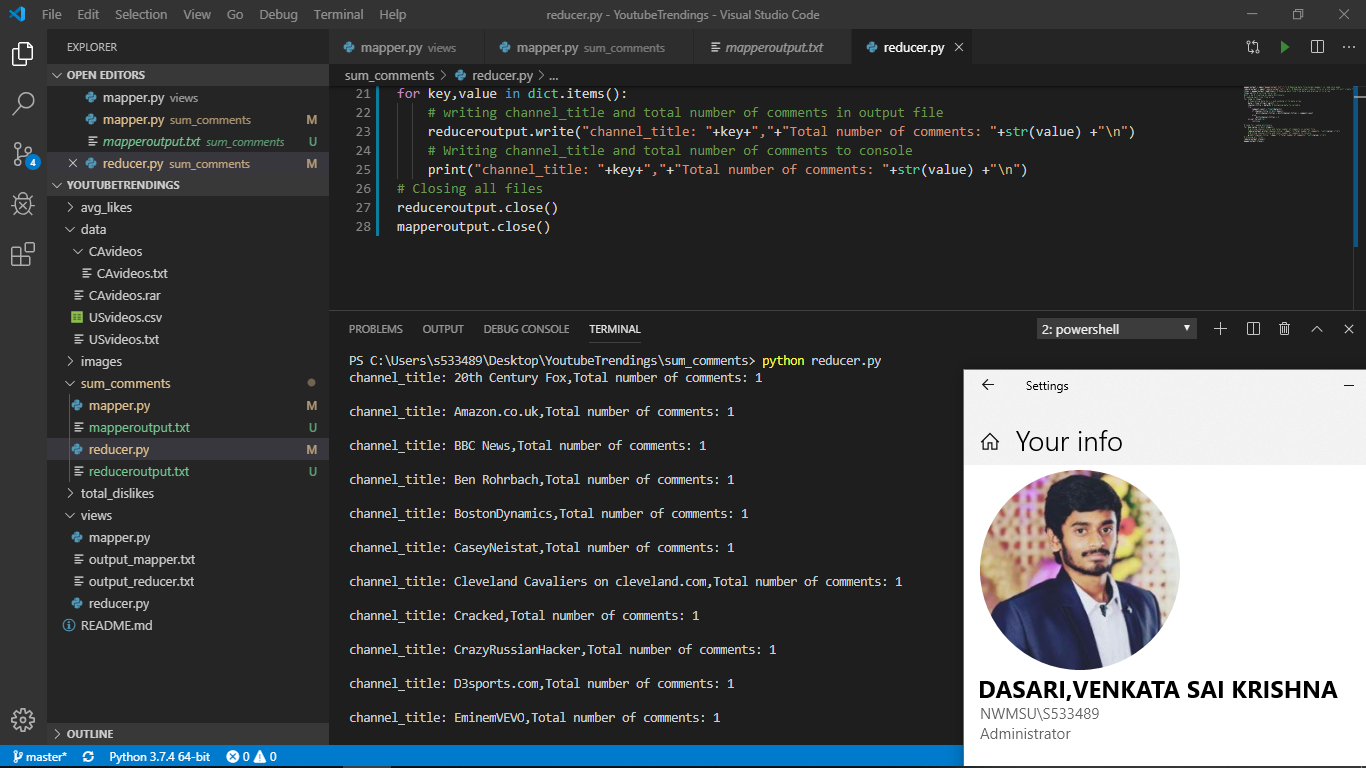 File Edit Selection View Go Debug Terminal Help reducer.py - YoutubeTrendings - Visual Studio Code
EXPLORER
OPEN EDITORS
mapper.py views
mapper.py sum_comments M
mapperoutput.txt sum_comments U
reducer.py sum_comments M
YOUTUBETRENDINGS
avg_likes
data
CAvideos
CAvideos.txt
CAvideos.rar
USvideos.csv
USvideos.txt
images
sum_comments
mapper.py M
mapperoutput.txt U
reducer.py M
reduceroutput.txt U
total_dislikes
views
mapper.py
output_mapper.txt
output_reducer.txt
reducer.py
README.md
OUTLINE
4
mapper.py views mapper.py sum_comments mapperoutput.txt reducer.py
sum_comments > reducer.py > ...
21 for key,value in dict.items():
22 # writing channel_title and total number of comments in output file
23 reduceroutput.write("channel_title: "+key+","+"Total number of comments: "+str(value) +"\n")
24 # Writing channel_title and total number of comments to console
25 print("channel_title: "+key+","+"Total number of comments: "+str(value) +"\n")
26 # Closing all files
27 reduceroutput.close()
28 mapperoutput.close()
PROBLEMS OUTPUT DEBUG CONSOLE TERMINAL 2: powershell
PS C:\Users\s533489\Desktop\YoutubeTrendings\sum_comments> python reducer.py
channel_title: 20th Century Fox,Total number of comments: 1
channel_title: Amazon.co.uk,Total number of comments: 1
channel_title: BBC News,Total number of comments: 1
channel_title: Ben Rohrbach,Total number of comments: 1
channel_title: BostonDynamics,Total number of comments: 1
channel_title: CaseyNeistat,Total number of comments: 1
channel_title: Cleveland Cavaliers on cleveland.com,Total number of comments: 1
channel_title: Cracked,Total number of comments: 1
channel_title: CrazyRussianHacker,Total number of comments: 1
channel_title: D3sports.com,Total number of comments: 1
channel_title: EminemVEVO,Total number of comments: 1
Settings
Your info
DASARI,VENKATA SAI KRISHNA
NWMSU\S533489
Administrator
master* Python 3.7.4 64-bit 0 0